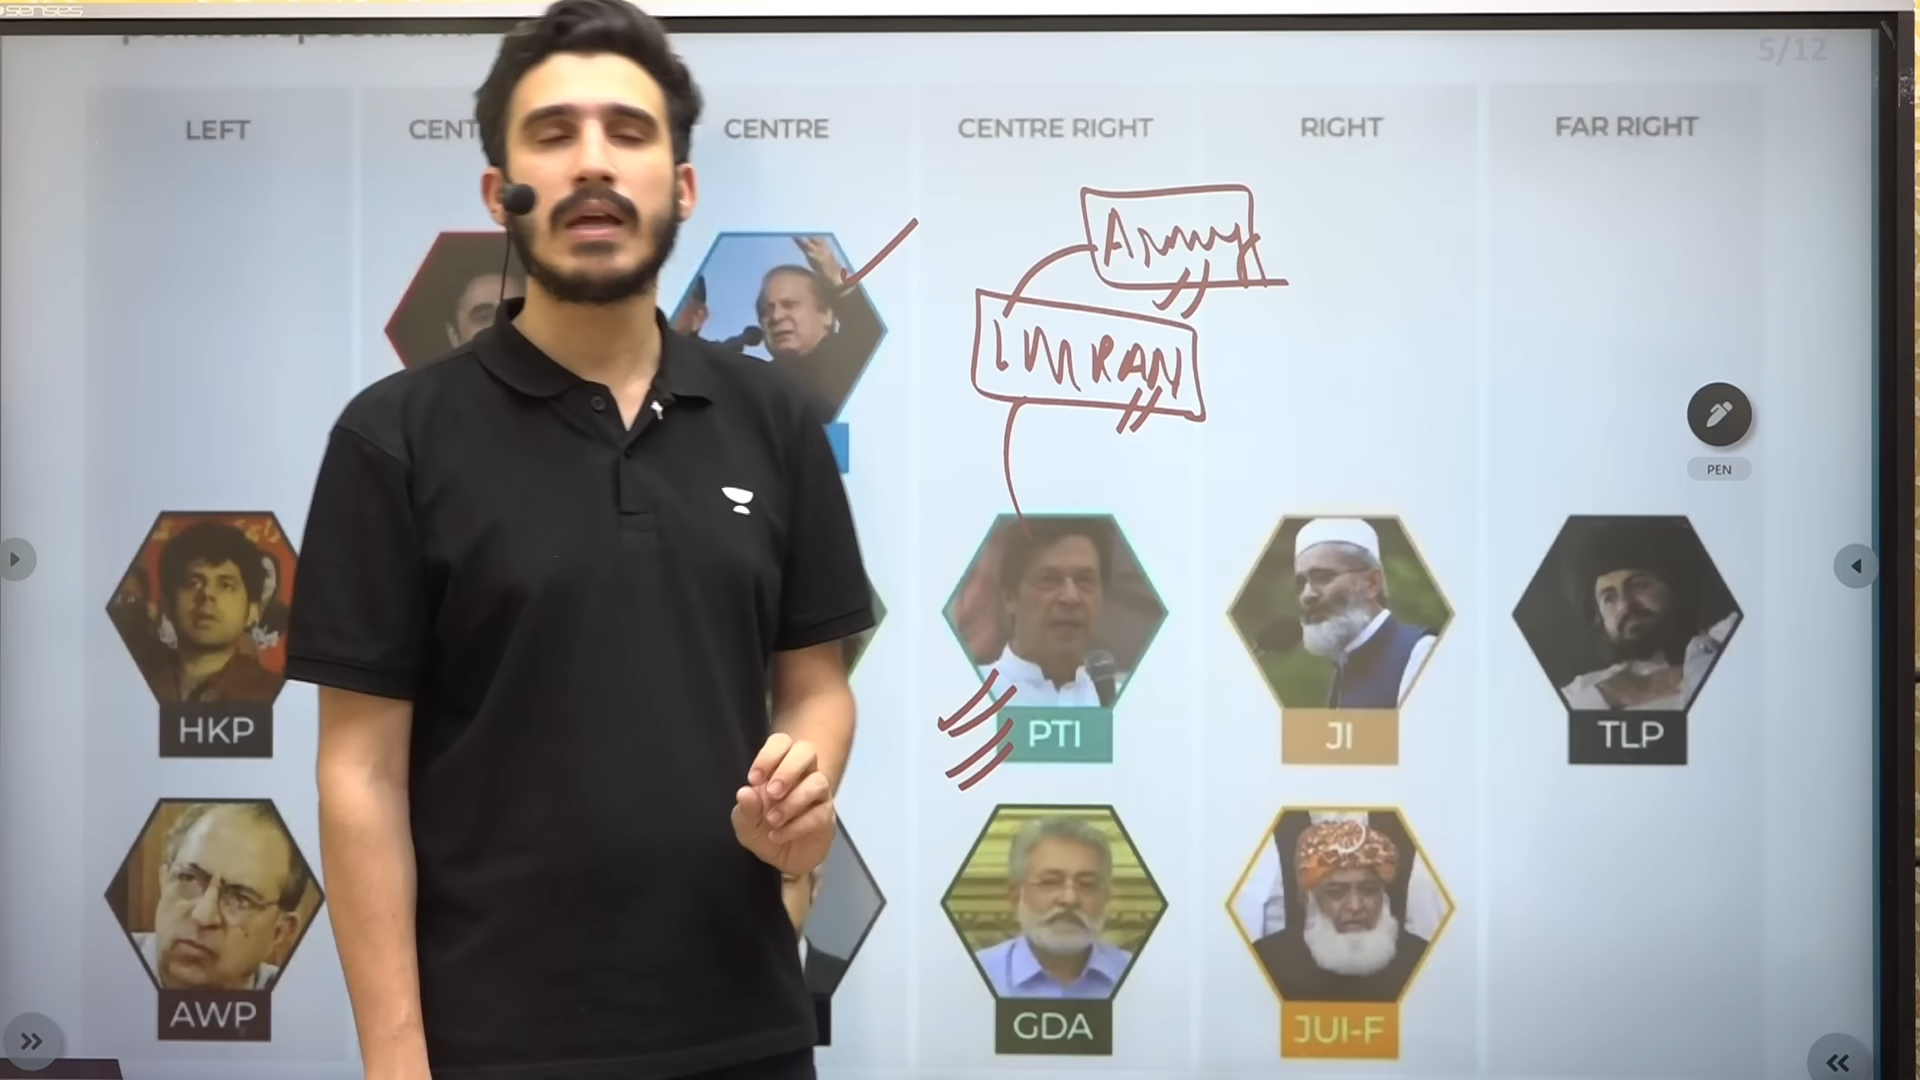 5/12
LEFT
CENT
CENTRE
CENTRE RIGHT
RIGHT
FAR RIGHT
Army
IMRAN
PEN
HKP
PTI
JI
TLP
AWP
GDA
JUI-F